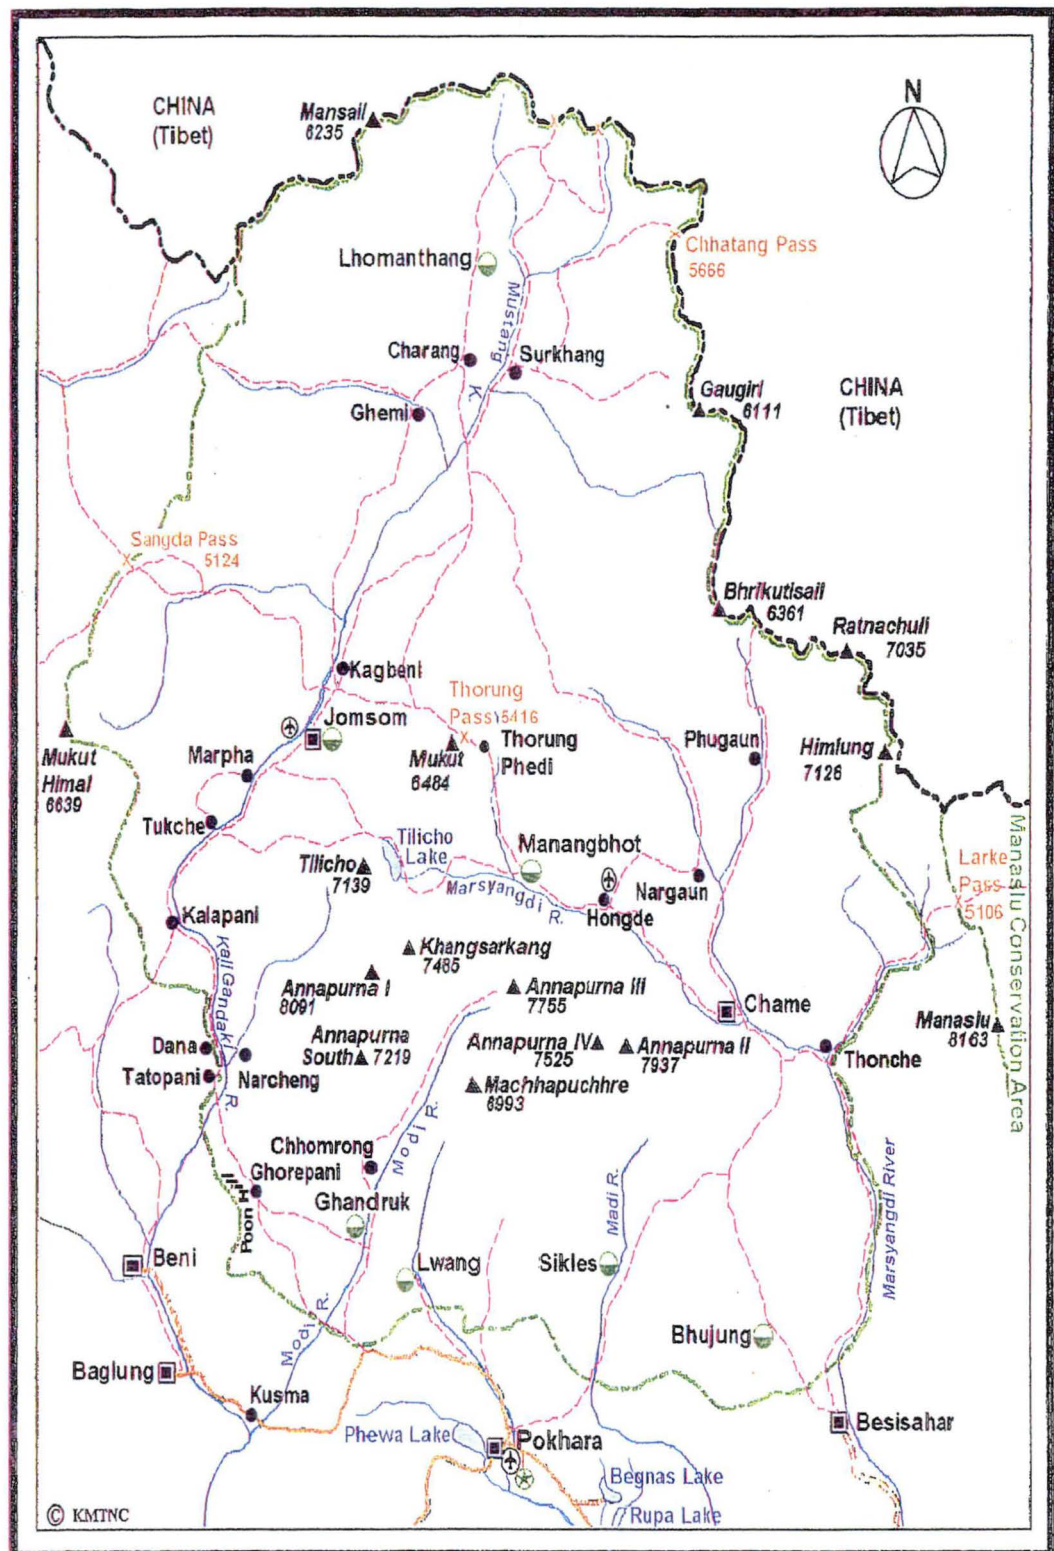 CHINA
(Tibet)
Mansail
6235
N
Lhomanthang
Chhatang Pass
5666
Mustang
K.
Charang
Surkhang
Ghemi
Gaugiri
6111
CHINA
(Tibet)
Sangda Pass
5124
Bhrikutisail
6361
Ratnachuli
7035
Kagbeni
Thorung
Pass 5416
Jomsom
Mukut
Himal
6639
Marpha
Mukut
6484
Thorung
Phedi
Phugaun
Himlung
7126
Tukche
Tilicho
Lake
Tilicho
7139
Manangbhot
Marsyangdi R.
Hongde
Nargaun
Larke
Pass
5106
Manaslu Conservation Area
Kalapani
Kali Gandaki
R.
Khangsarkang
7485
Annapurna I
8091
Annapurna III
7755
Chame
Manaslu
8163
Dana
Annapurna
South 7219
Annapurna IV
7525
Annapurna II
7937
Thonche
Tatopani
Narcheng
Machhapuchhre
6993
Modi R.
Chhomrong
Ghorepani
Poon H
Ghandruk
Madi R.
Marsyangdi River
Beni
Lwang
Sikles
Modi R.
Bhujung
Baglung
Kusma
Besisahar
Phewa Lake
Pokhara
Begnas Lake
Rupa Lake
© KMTNC